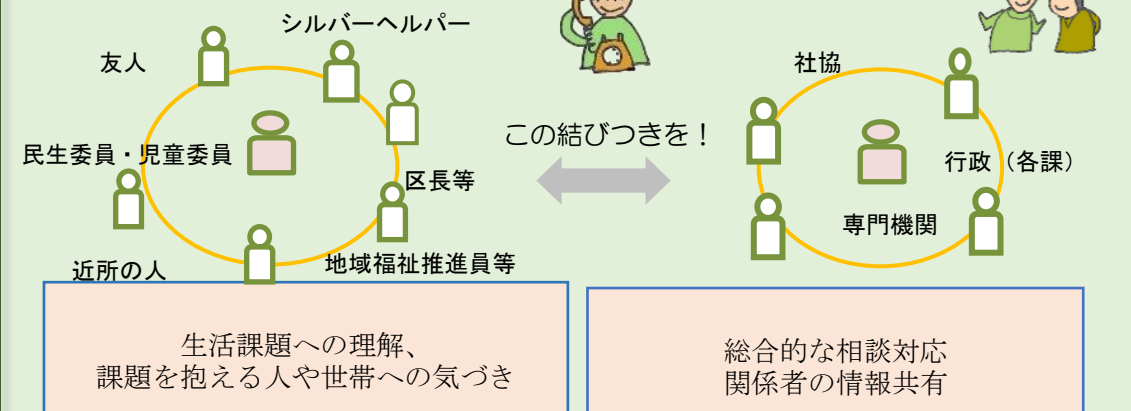 シルバーヘルパー
友人
民生委員・児童委員
区長等
近所の人
地域福祉推進員等
この結びつきを！
社協
行政（各課）
専門機関
生活課題への理解、
課題を抱える人や世帯への気づき
総合的な相談対応
関係者の情報共有